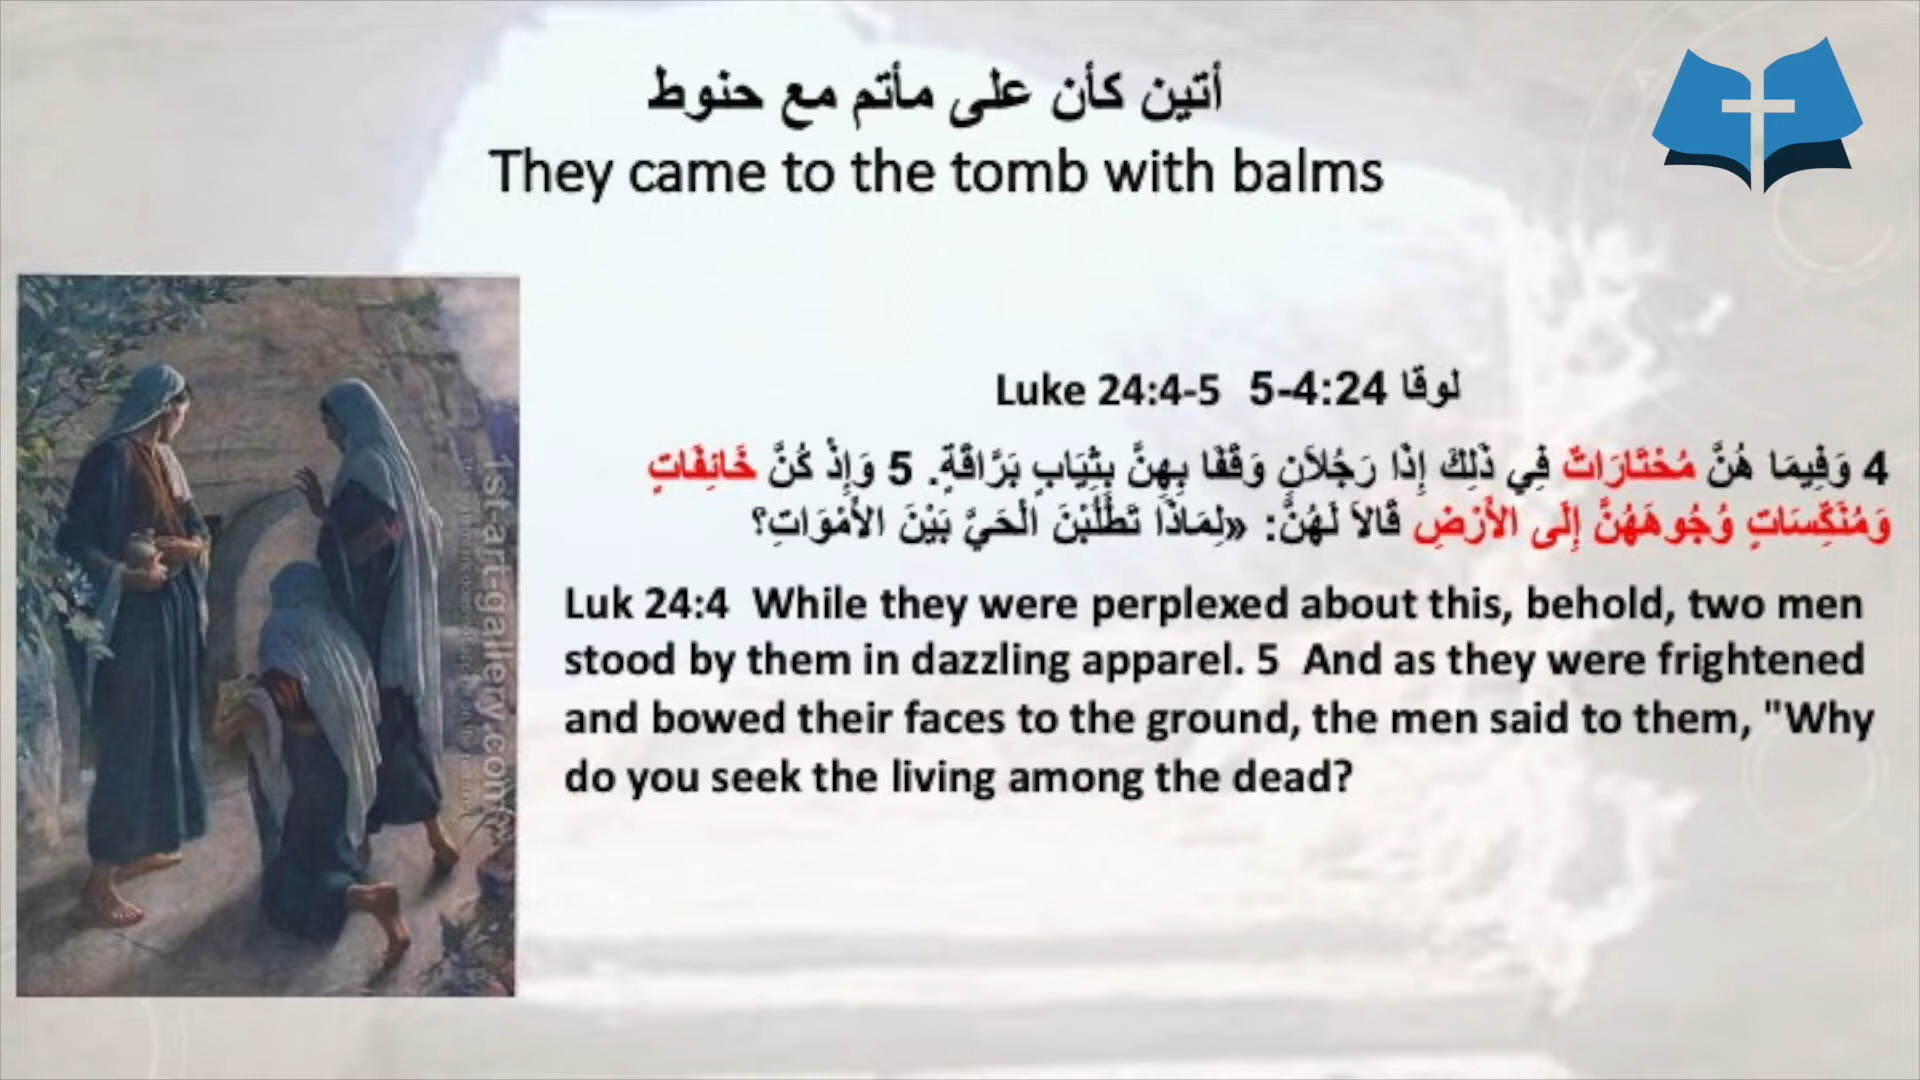 أتين كأن على مأتم مع حنوط
They came to the tomb with balms
Luke 24:4-5 لوقا 24:4-5
4 وَفِيمَا هُنَّ مُحْتَارَاتٌ فِي ذَلِكَ إِذَا رَجُلاَنِ وَقَفَا بِهِنَّ بِثِيَابٍ بَرَّاقَةٍ. 5 وَإِذْ كُنَّ خَائِفَاتٍ
وَمُنَكِّسَاتٍ وُجُوهَهُنَّ إِلَى الأَرْضِ قَالاَ لَهُنَّ: «لِمَاذَا تَطْلُبْنَ الْحَيَّ بَيْنَ الأَمْوَاتِ؟
Luk 24:4 While they were perplexed about this, behold, two men
stood by them in dazzling apparel. 5 And as they were frightened
and bowed their faces to the ground, the men said to them, "Why
do you seek the living among the dead?
1st-art-gallery.com